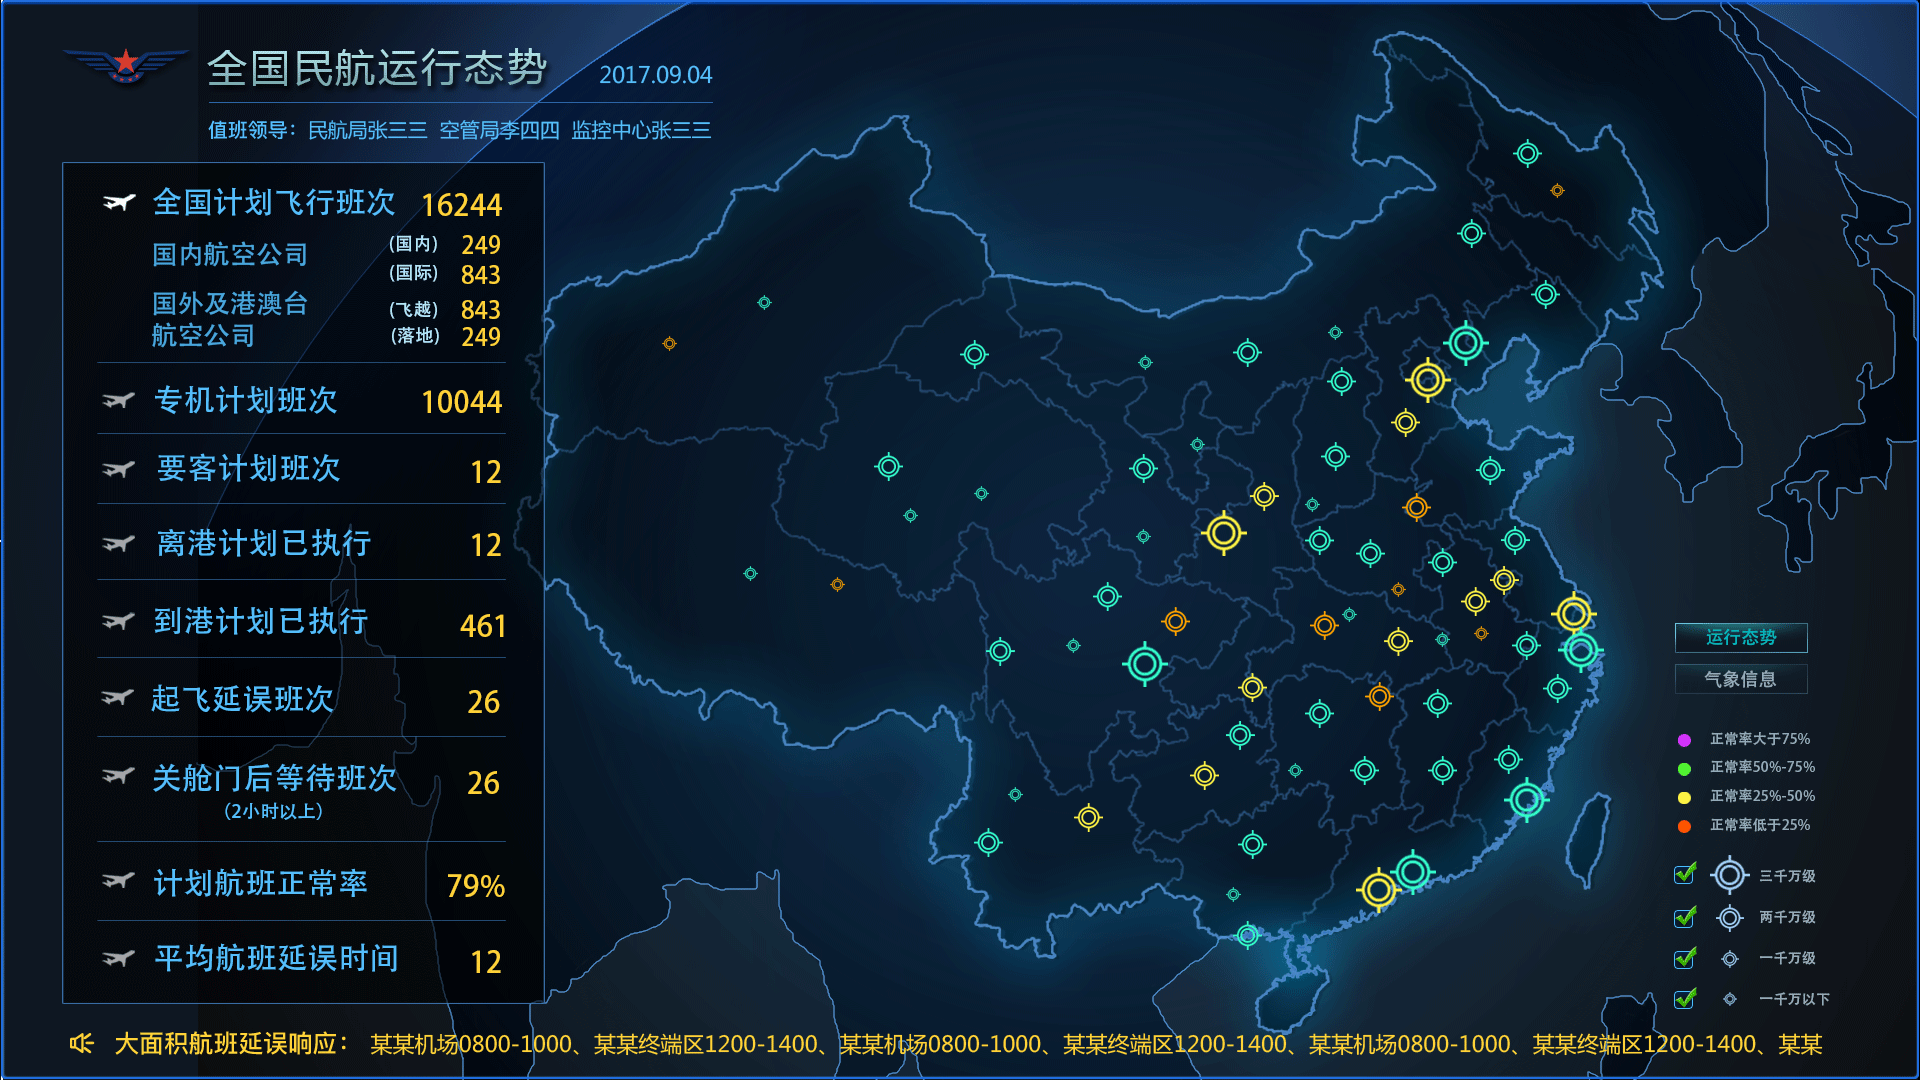 全国民航运行态势 2017.09.04
值班领导：民航局张三三 空管局李四四 监控中心张三三
全国计划飞行班次 16244
国内航空公司 (国内) 249
(国际) 843
国外及港澳台 (飞越) 843
航空公司 (落地) 249
专机计划班次 10044
要客计划班次 12
离港计划已执行 12
到港计划已执行 461
起飞延误班次 26
关舱门后等待班次 26
(2小时以上)
计划航班正常率 79%
平均航班延误时间 12
运行态势
气象信息
正常率大于75%
正常率50%-75%
正常率25%-50%
正常率低于25%
三千万级
两千万级
一千万级
一千万以下
大面积航班延误响应： 某某机场0800-1000、某某终端区1200-1400、某某机场0800-1000、某某终端区1200-1400、某某机场0800-1000、某某终端区1200-1400、某某